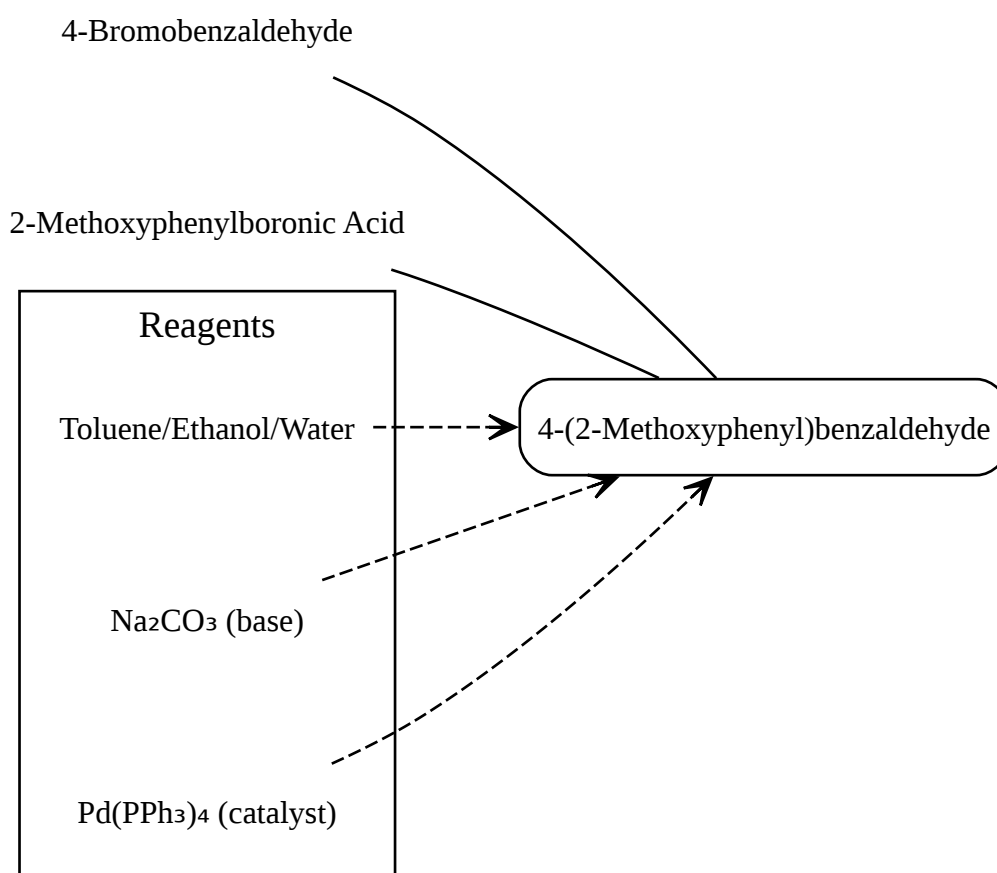 4-Bromobenzaldehyde
2-Methoxyphenylboronic Acid
Reagents
Toluene/Ethanol/Water
4-(2-Methoxyphenyl)benzaldehyde
Na₂CO₃ (base)
Pd(PPh₃)₄ (catalyst)